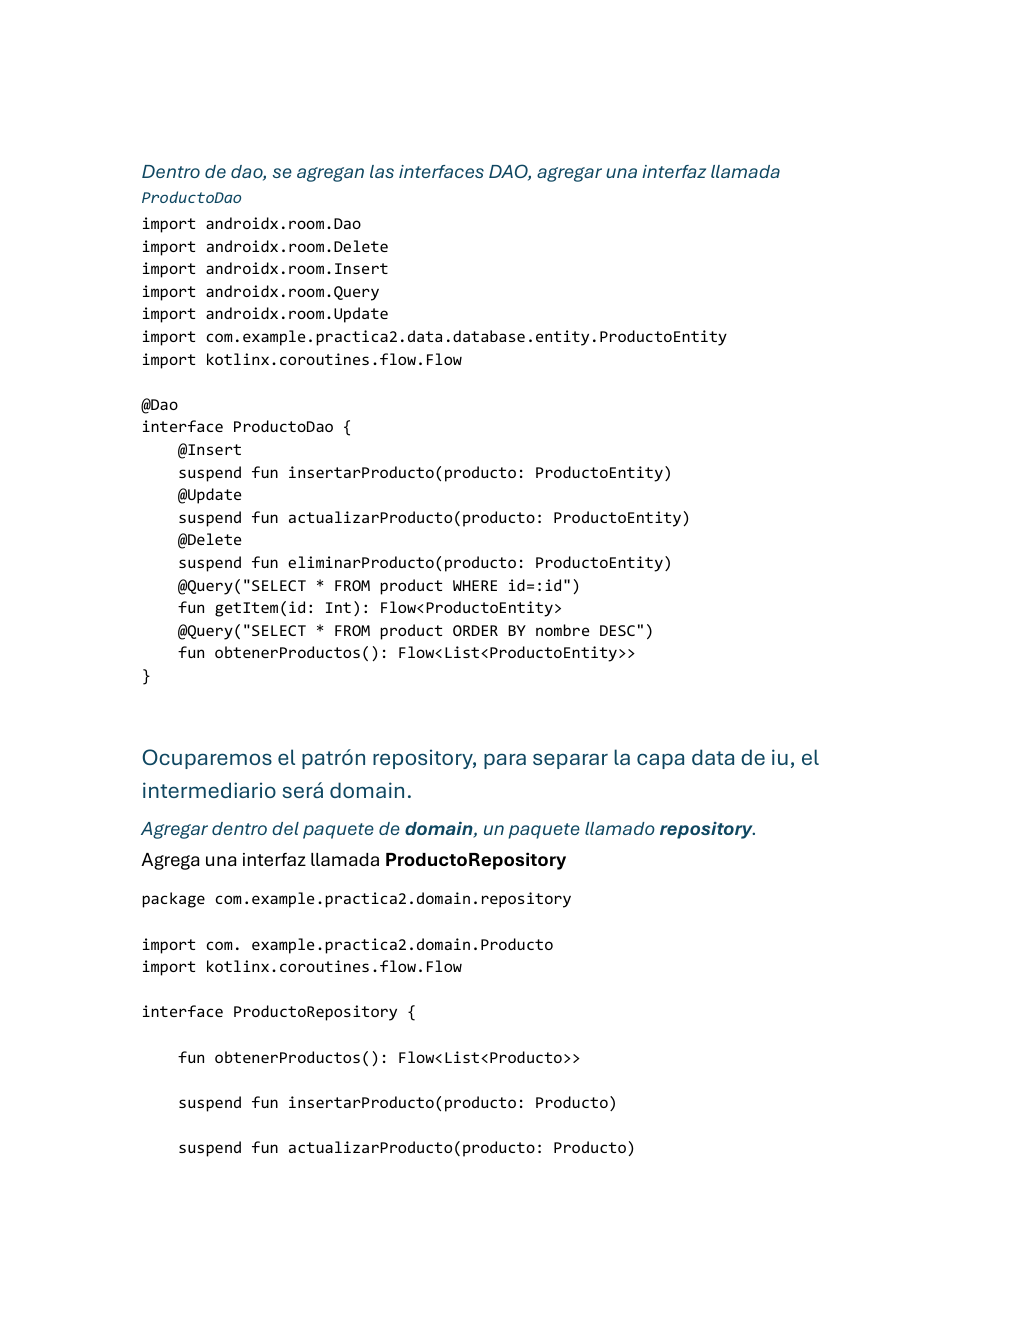 Dentro de dao, se agregan las interfaces DAO, agregar una interfaz llamada
ProductoDao
import androidx.room.Dao
import androidx.room.Delete
import androidx.room.Insert
import androidx.room.Query
import androidx.room.Update
import com.example.practica2.data.database.entity.ProductoEntity
import kotlinx.coroutines.flow.Flow

@Dao
interface ProductoDao {
    @Insert
    suspend fun insertarProducto(producto: ProductoEntity)
    @Update
    suspend fun actualizarProducto(producto: ProductoEntity)
    @Delete
    suspend fun eliminarProducto(producto: ProductoEntity)
    @Query("SELECT * FROM product WHERE id=:id")
    fun getItem(id: Int): Flow<ProductoEntity>
    @Query("SELECT * FROM product ORDER BY nombre DESC")
    fun obtenerProductos(): Flow<List<ProductoEntity>>
}

Ocuparemos el patrón repository, para separar la capa data de iu, el
intermediario será domain.
Agregar dentro del paquete de domain, un paquete llamado repository.
Agrega una interfaz llamada ProductoRepository
package com.example.practica2.domain.repository

import com. example.practica2.domain.Producto
import kotlinx.coroutines.flow.Flow

interface ProductoRepository {

    fun obtenerProductos(): Flow<List<Producto>>

    suspend fun insertarProducto(producto: Producto)

    suspend fun actualizarProducto(producto: Producto)